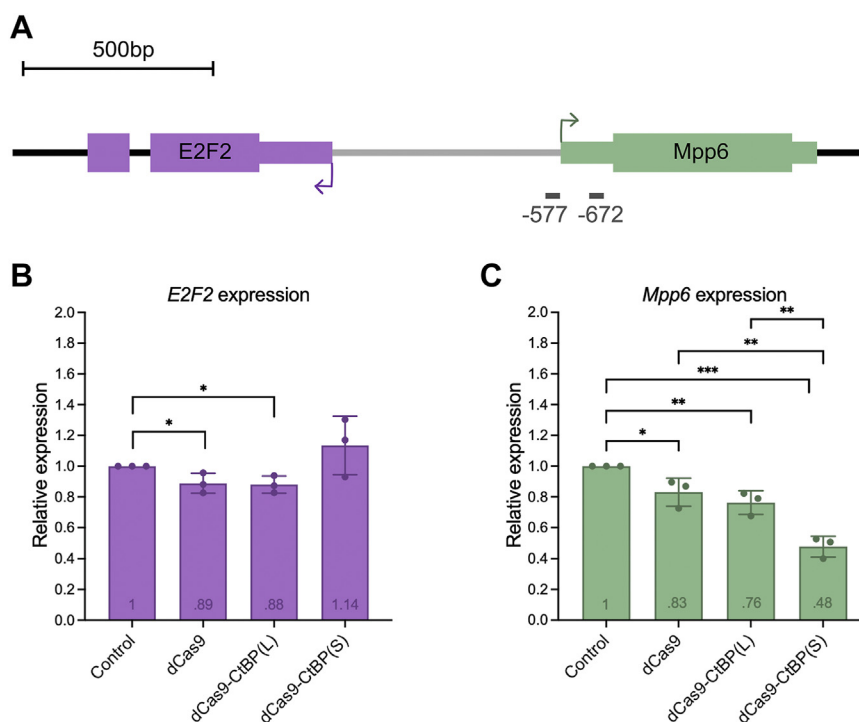 A
500bp
E2F2
Mpp6
-577
-672
B
E2F2 expression
Relative expression
2.0
1.8
1.6
1.4
1.2
1.0
0.8
0.6
0.4
0.2
0.0
*
*
1
.89
.88
1.14
Control
dCas9
dCas9-CtBP(L)
dCas9-CtBP(S)
C
Mpp6 expression
Relative expression
2.0
1.8
1.6
1.4
1.2
1.0
0.8
0.6
0.4
0.2
0.0
**
**
***
**
*
1
.83
.76
.48
Control
dCas9
dCas9-CtBP(L)
dCas9-CtBP(S)